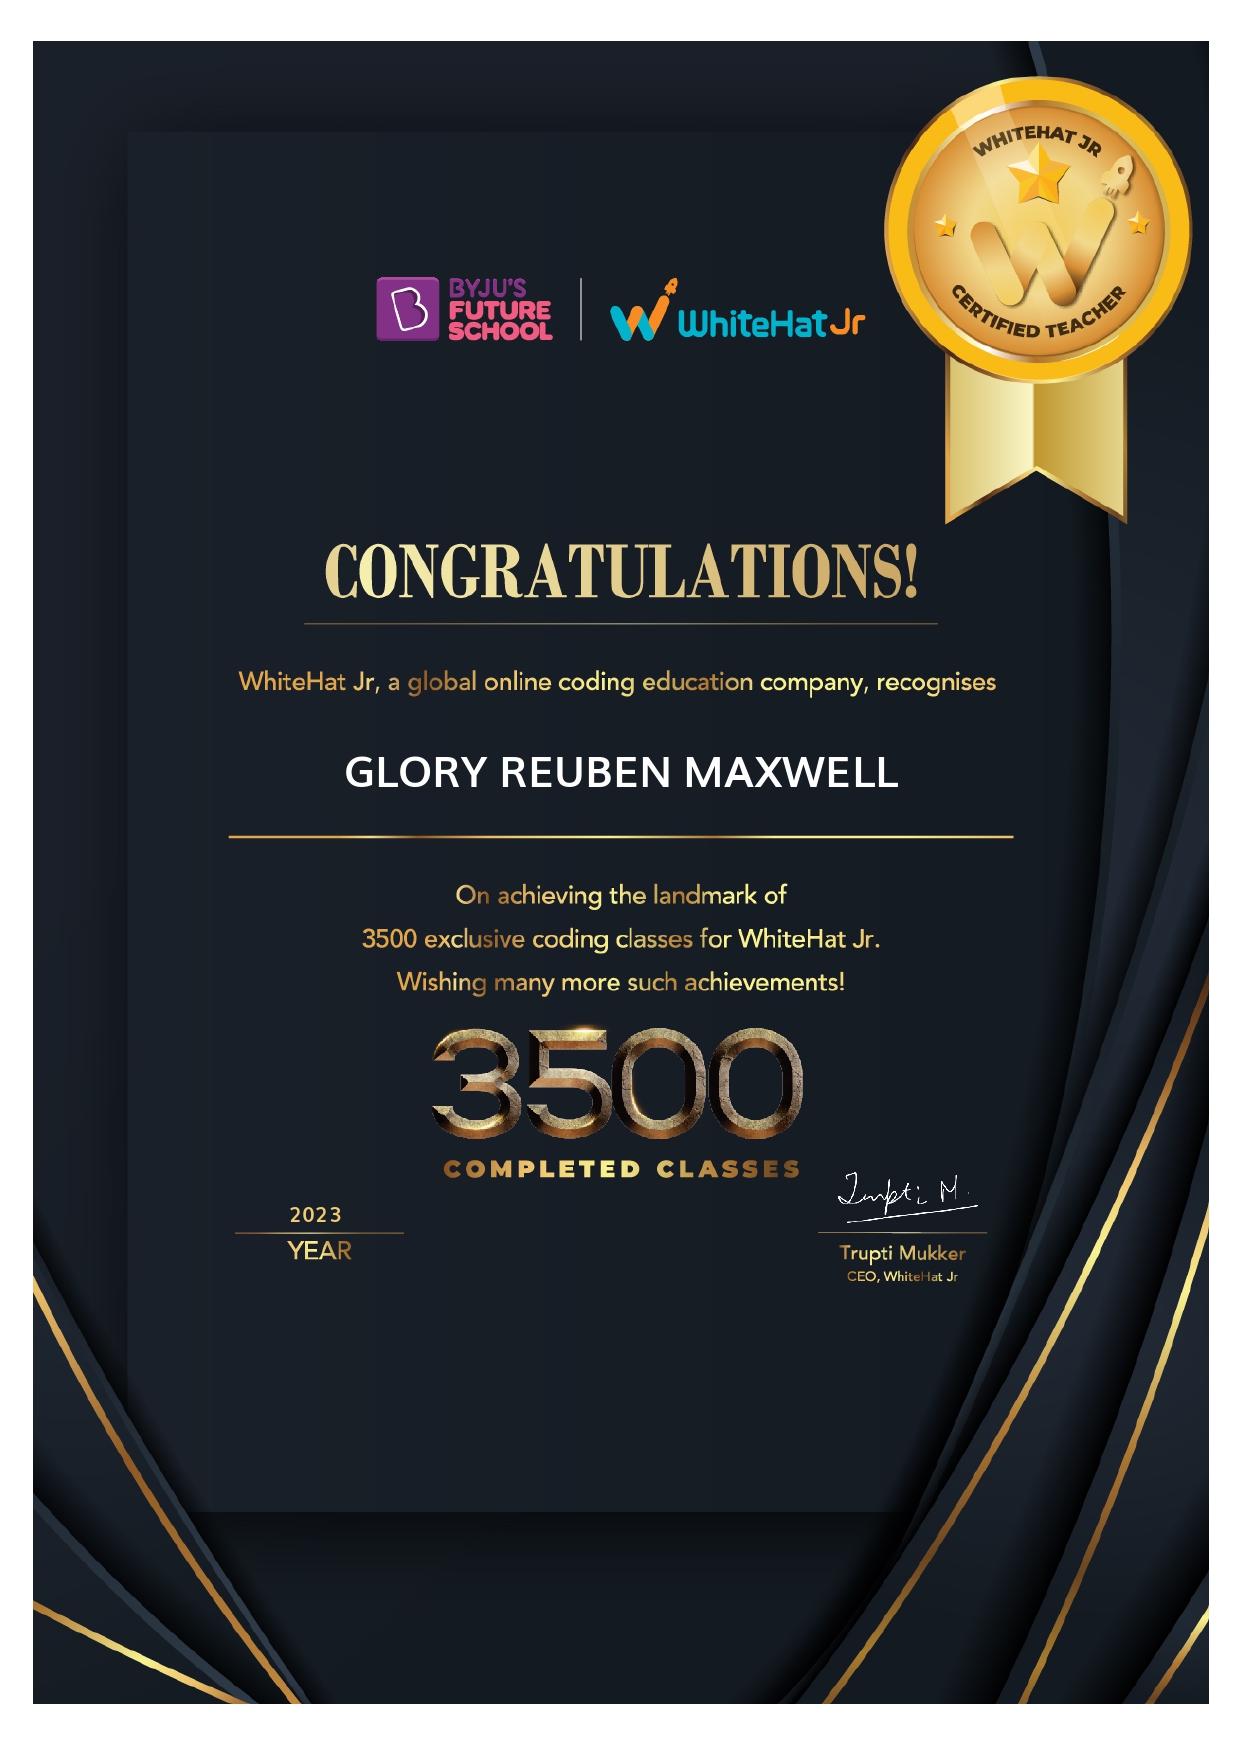 WHITEHAT JR
CERTIFIED TEACHER
BYJU'S
FUTURE
SCHOOL
WhiteHat Jr
CONGRATULATIONS!
WhiteHat Jr, a global online coding education company, recognises
GLORY REUBEN MAXWELL
On achieving the landmark of
3500 exclusive coding classes for WhiteHat Jr.
Wishing many more such achievements!
3500
COMPLETED CLASSES
2023
YEAR
Trupti M.
Trupti Mukker
CEO, WhiteHat Jr